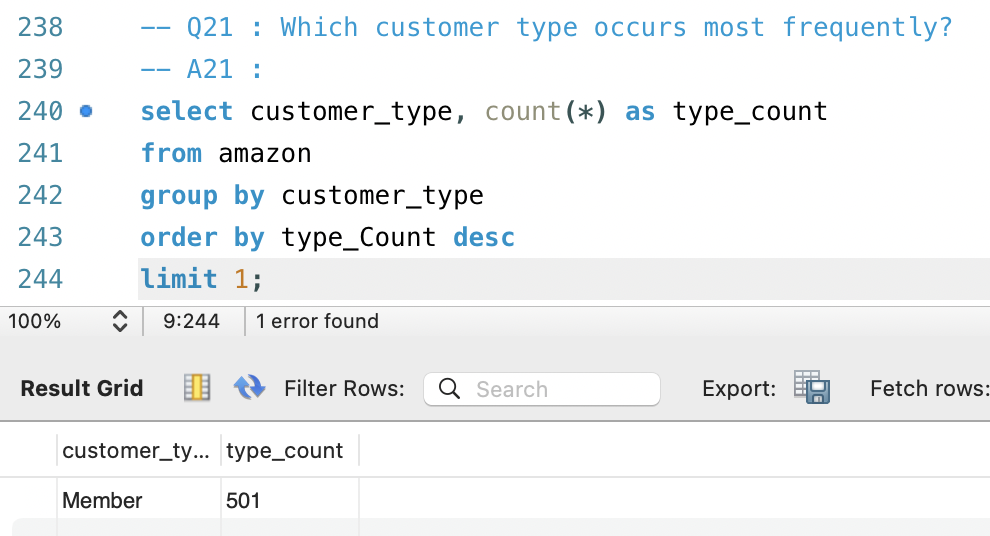 238 -- Q21 : Which customer type occurs most frequently?
239 -- A21 :
240 select customer_type, count(*) as type_count
241 from amazon
242 group by customer_type
243 order by type_Count desc
244 limit 1;
100% 9:244 1 error found
Result Grid Filter Rows: Search Export: Fetch rows:
customer_ty... type_count
Member 501